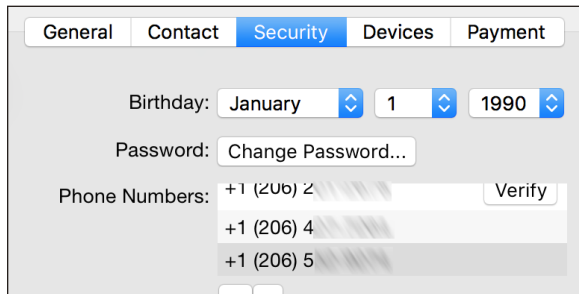 General Contact Security Devices Payment
Birthday: January 1 1990
Password: Change Password...
Phone Numbers: +1 (206) 2 Verify
+1 (206) 4
+1 (206) 5